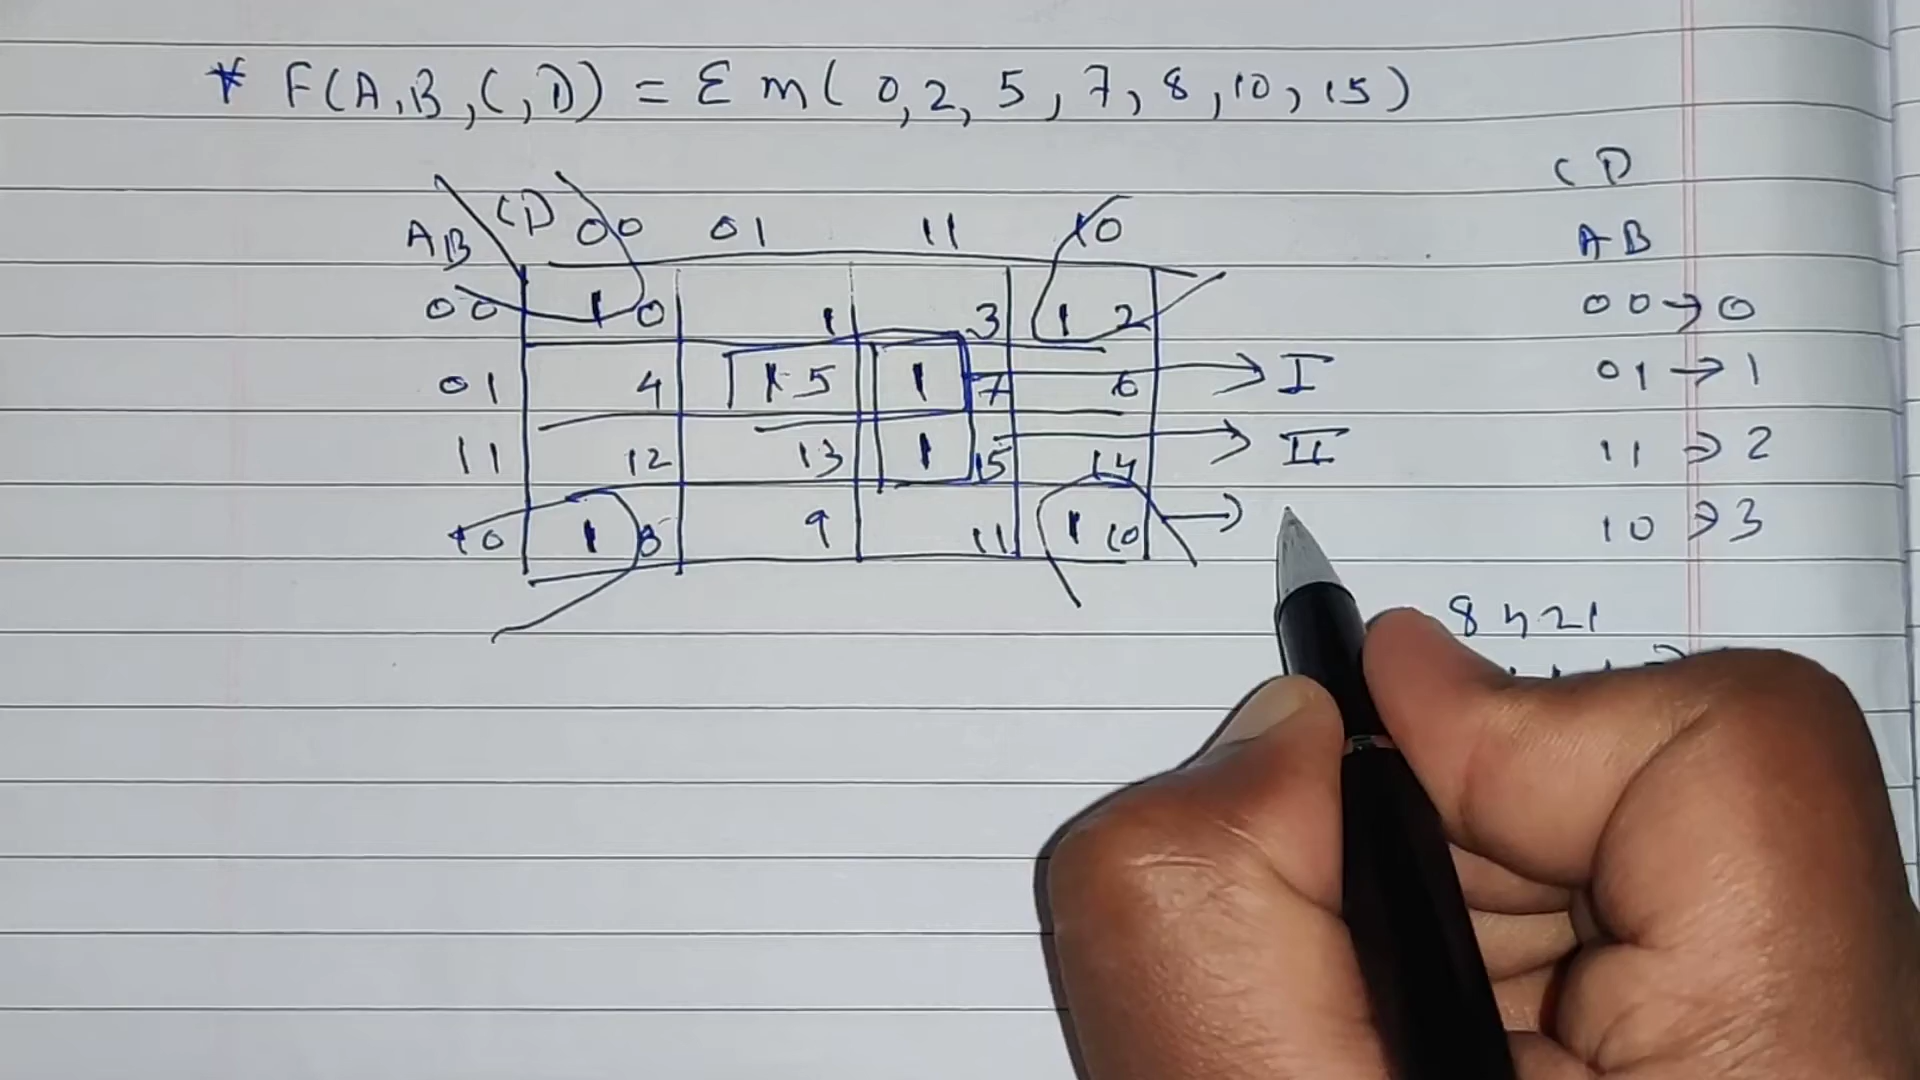 * F(A,B,C,D) = Σ m( 0,2, 5, 7, 8, 10, 15)
CD
AB
CD 00 01 11 10
AB
00 1 0 1 3 1 2
01 4 1 5 1 7 6 → I
11 12 13 1 15 14 → II
10 1 8 9 11 1 10 →
00 → 0
01 → 1
11 → 2
10 → 3
8 4 2 1